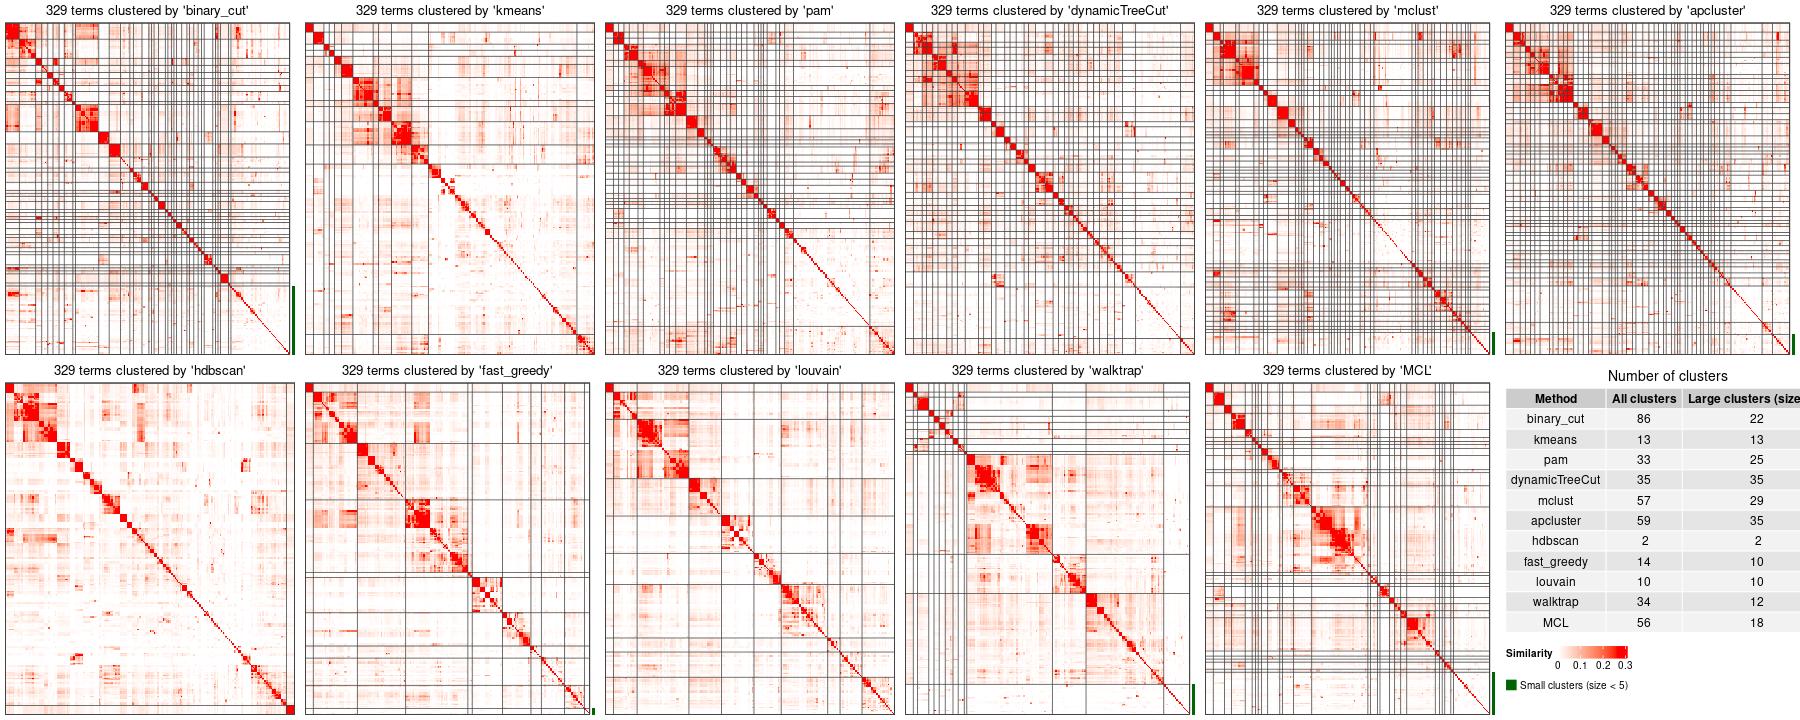 329 terms clustered by 'binary_cut'
329 terms clustered by 'kmeans'
329 terms clustered by 'pam'
329 terms clustered by 'dynamicTreeCut'
329 terms clustered by 'mclust'
329 terms clustered by 'apcluster'
329 terms clustered by 'hdbscan'
329 terms clustered by 'fast_greedy'
329 terms clustered by 'louvain'
329 terms clustered by 'walktrap'
329 terms clustered by 'MCL'
Number of clusters
Method All clusters Large clusters (size
binary_cut 86 22
kmeans 13 13
pam 33 25
dynamicTreeCut 35 35
mclust 57 29
apcluster 59 35
hdbscan 2 2
fast_greedy 14 10
louvain 10 10
walktrap 34 12
MCL 56 18
Similarity
0 0.1 0.2 0.3
Small clusters (size < 5)